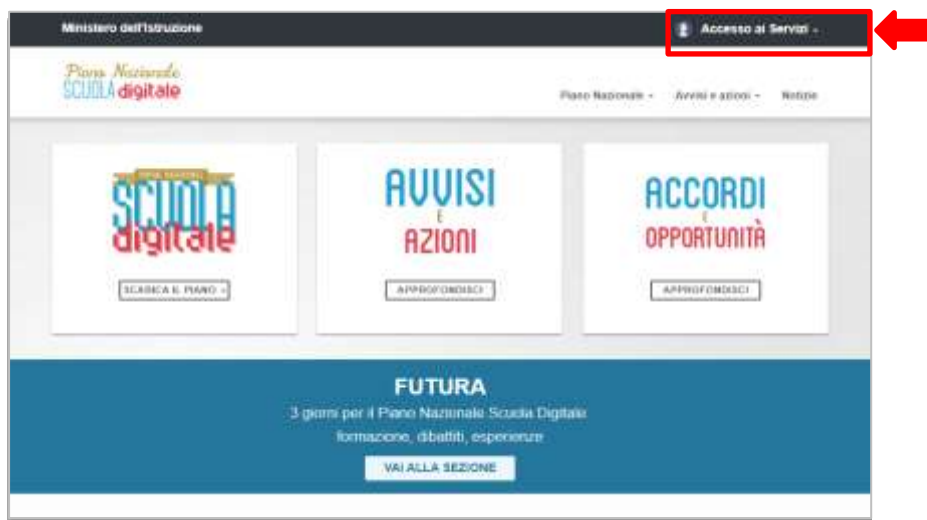 Ministero dell'Istruzione
Accesso ai Servizi
Piano Nazionale
SCUOLA digitale
Piano Nazionale
Avvisi e azioni
Notizie
PIANO NAZIONALE
SCUOLA
digitale
SCARICA IL PIANO
AVVISI
E
AZIONI
APPROFONDISCI
ACCORDI
E
OPPORTUNITÀ
APPROFONDISCI
FUTURA
3 giorni per il Piano Nazionale Scuola Digitale
formazione, dibattiti, esperienze
VAI ALLA SEZIONE